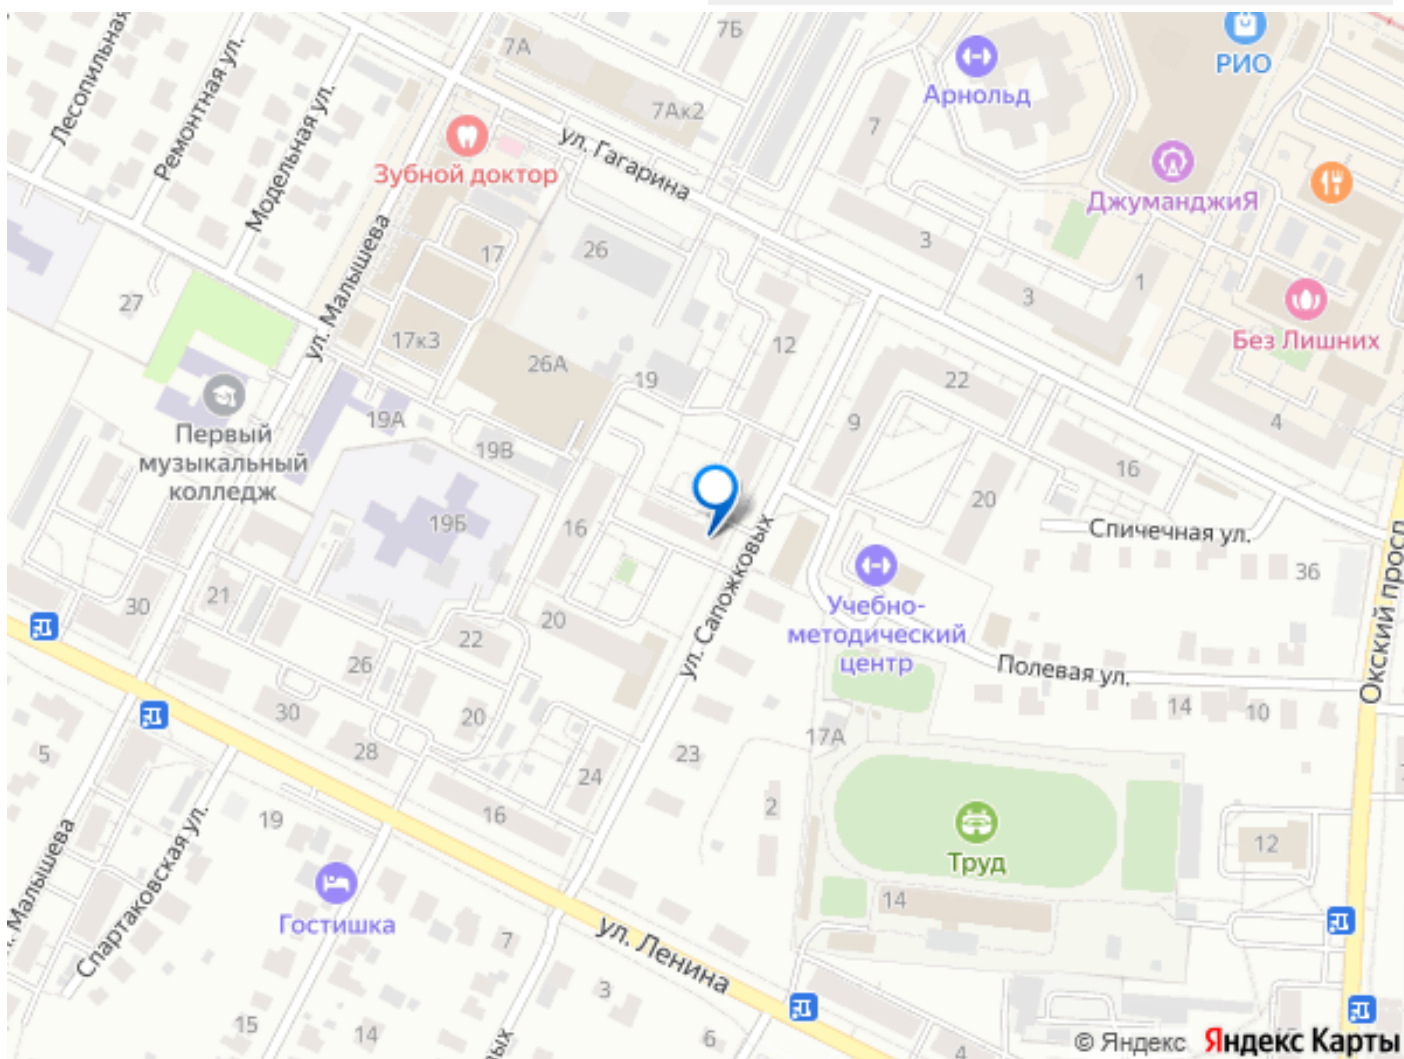 7А
7Б
РИО
Арнольд
7Ак2
7
Лесопильная
Ремонтная ул.
Модельная ул.
Зубной доктор
ул. Гагарина
ДжуманджиЯ
ул. Малышева
17
26
3
3
1
27
Без Лишних
17к3
12
26А
19
22
19А
9
4
Первый
музыкальный
колледж
19В
16
20
19Б
16
Спичечная ул.
36
Окский просп
ул. Сапожковых
Учебно-
методический
центр
30
21
20
22
26
Полевая ул.
14
10
30
20
17А
5
28
24
23
2
16
19
Труд
12
14
Малышева
Спартаковская ул.
Гостишка
7
ул. Ленина
3
15
14
6
4
ых
© Яндекс Яндекс Карты